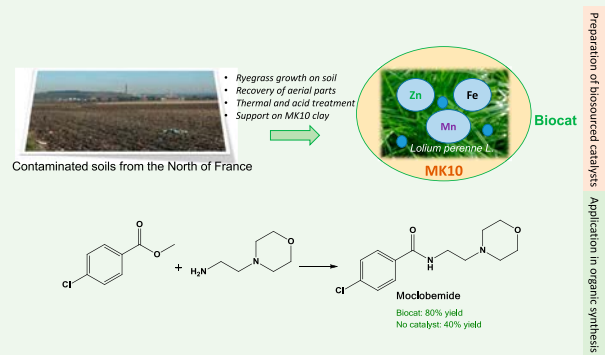 • Ryegrass growth on soil
• Recovery of aerial parts
• Thermal and acid treatment
• Support on MK10 clay
Contaminated soils from the North of France
Zn
Fe
Mn
Lolium perenne L.
MK10
Biocat
Preparation of biosourced catalysts
O
O
Cl
+
H₂N
N
O
O
N
H
N
O
Cl
Moclobemide
Biocat: 80% yield
No catalyst: 40% yield
Application in organic synthesis